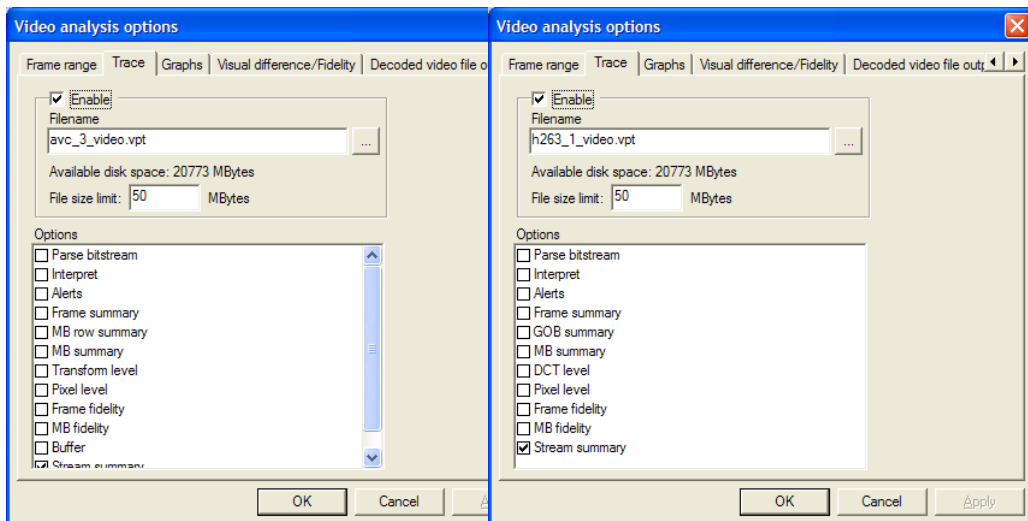 Video analysis options
Frame range Trace Graphs Visual difference/Fidelity Decoded video file o
Enable
Filename
avc_3_video.vpt
...
Available disk space: 20773 MBytes
File size limit: 50 MBytes
Options
Parse bitstream
Interpret
Alerts
Frame summary
MB row summary
MB summary
Transform level
Pixel level
Frame fidelity
MB fidelity
Buffer
Stream summary
OK Cancel A
Video analysis options
Frame range Trace Graphs Visual difference/Fidelity Decoded video file outp
Enable
Filename
h263_1_video.vpt
...
Available disk space: 20773 MBytes
File size limit: 50 MBytes
Options
Parse bitstream
Interpret
Alerts
Frame summary
GOB summary
MB summary
DCT level
Pixel level
Frame fidelity
MB fidelity
Stream summary
OK Cancel Apply